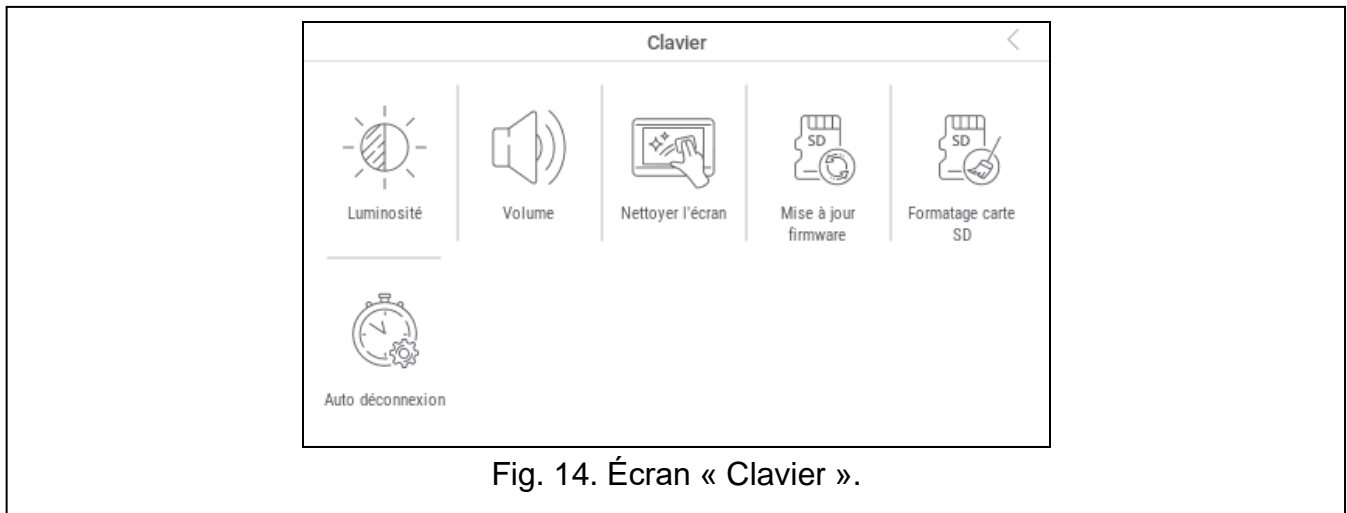 Clavier
SD
SD
Luminosité
Volume
Nettoyer l'écran
Mise à jour
firmware
Formatage carte
SD
Auto déconnexion
Fig. 14. Écran « Clavier ».